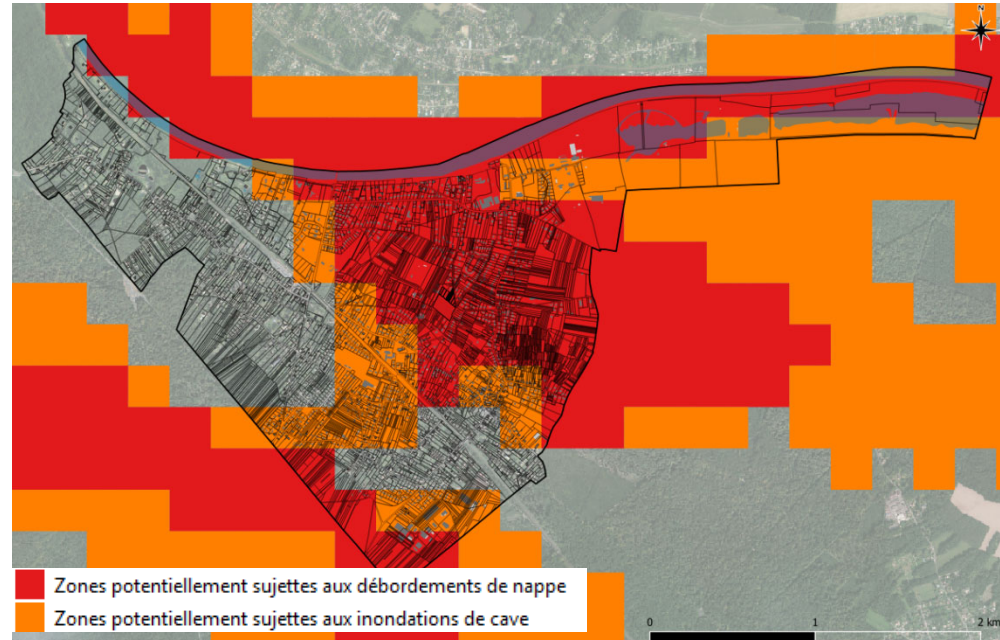 N
Zones potentiellement sujettes aux débordements de nappe
Zones potentiellement sujettes aux inondations de cave
0 1 2 km